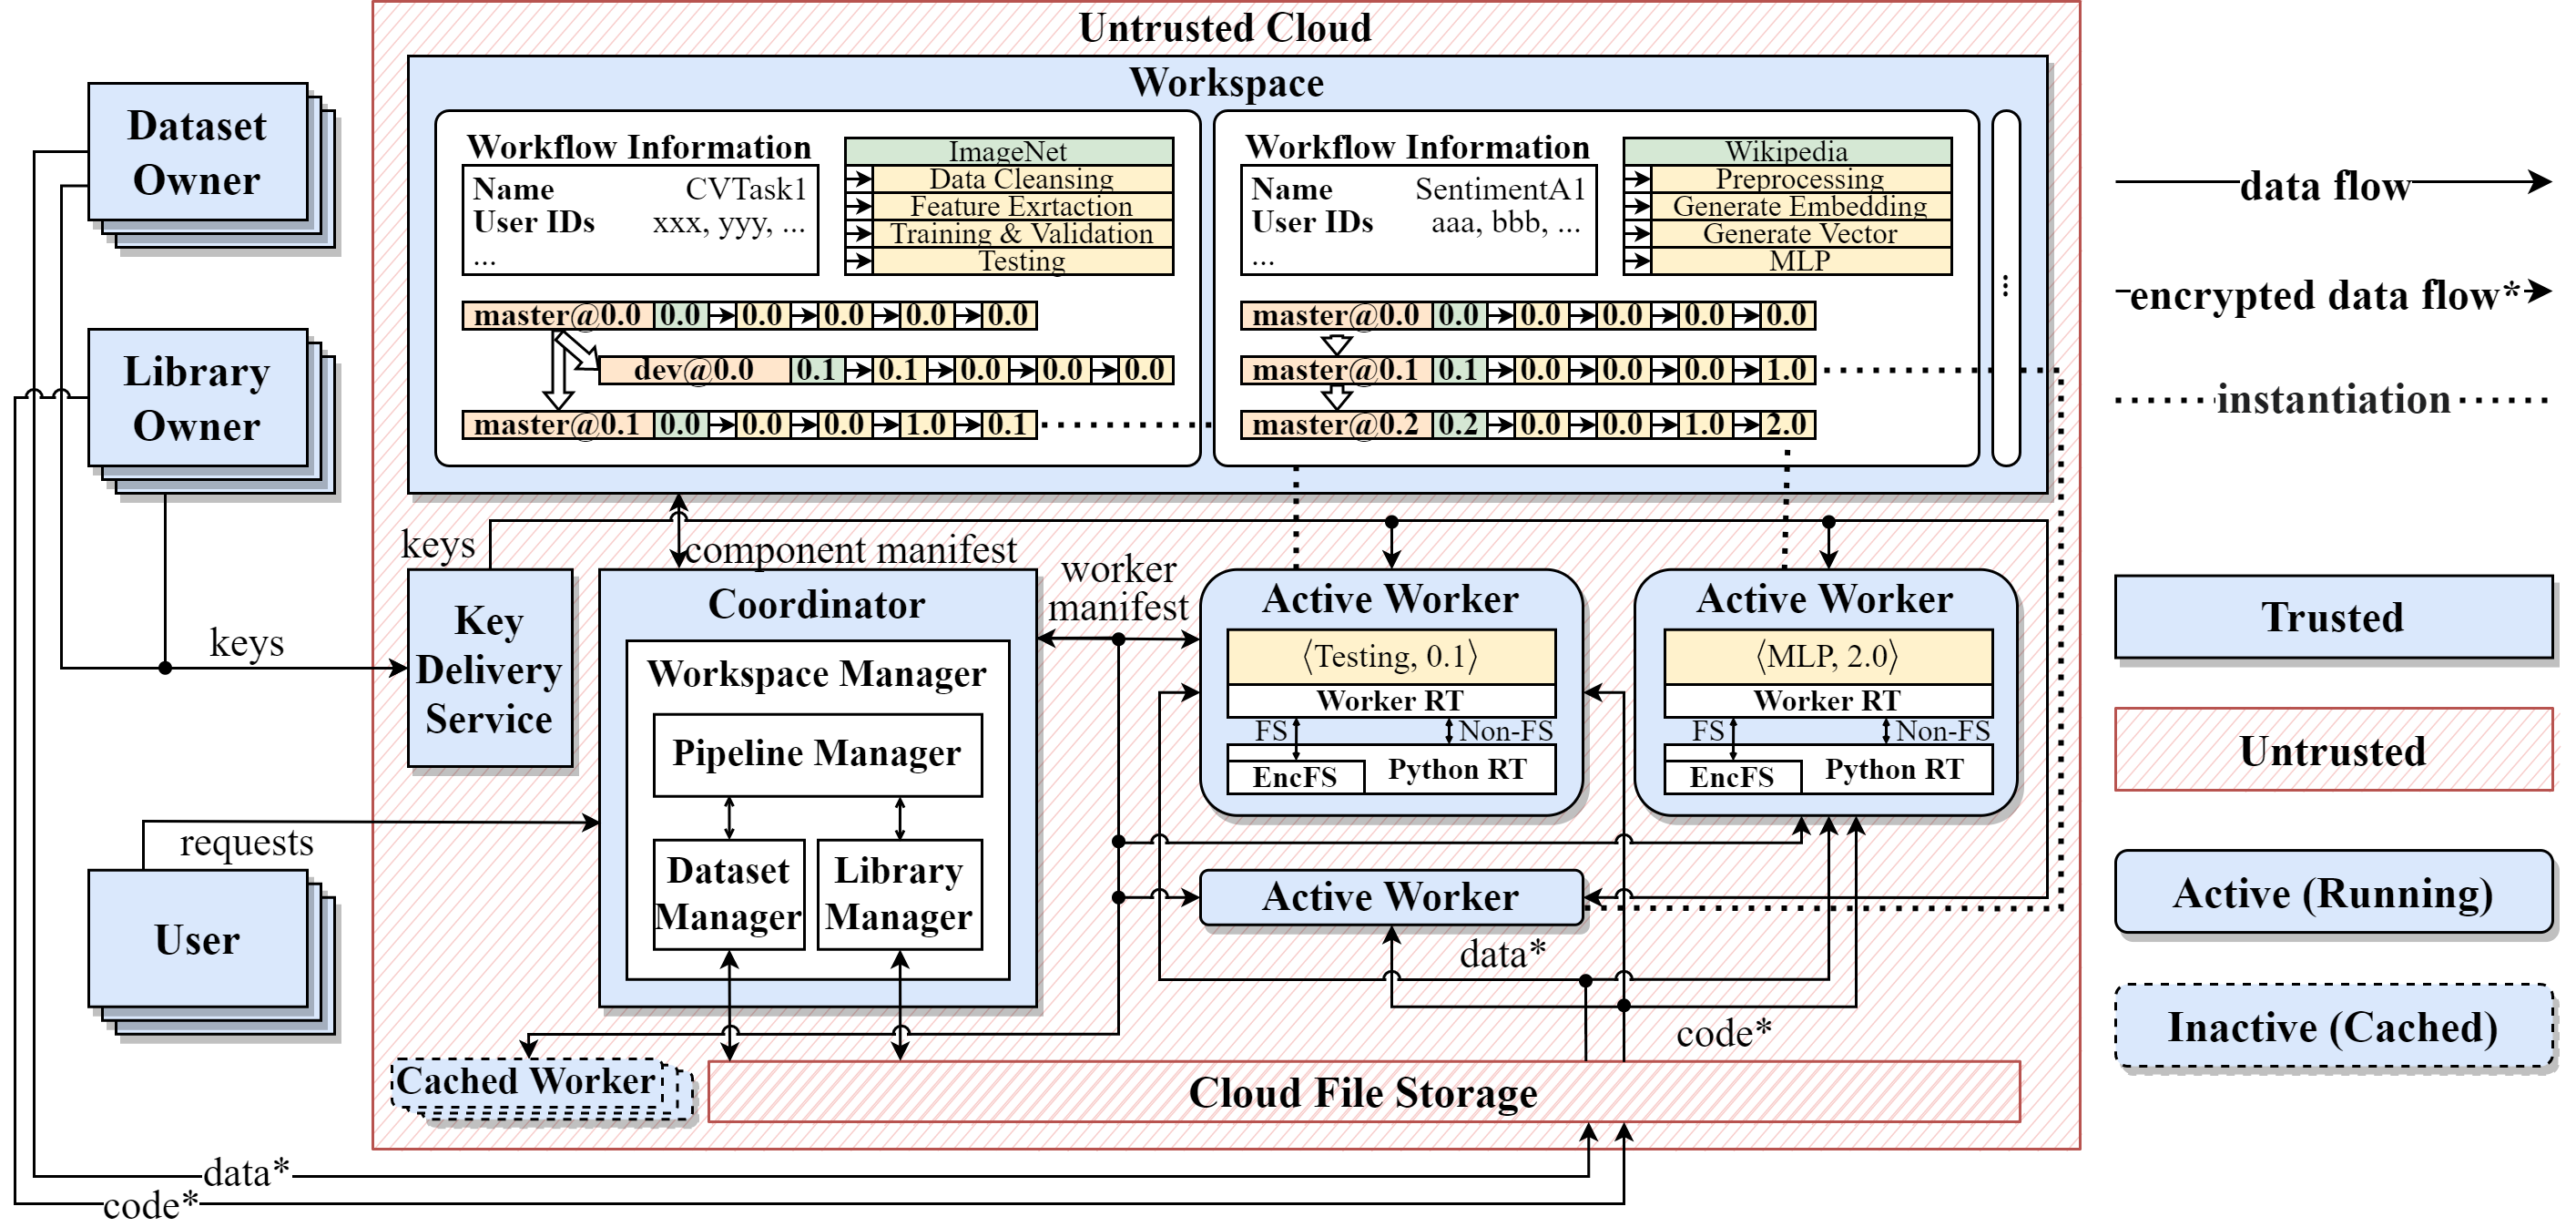 Untrusted Cloud
Workspace
Dataset
Owner
Library
Owner
User
Workflow Information
Name CVTask1
User IDs xxx, yyy, ...
...
ImageNet
Data Cleansing
Feature Exrtaction
Training & Validation
Testing
master@0.0 0.0 0.0 0.0 0.0 0.0
dev@0.0 0.1 0.1 0.0 0.0 0.0
master@0.1 0.0 0.0 0.0 1.0 0.1
Workflow Information
Name SentimentA1
User IDs aaa, bbb, ...
...
Wikipedia
Preprocessing
Generate Embedding
Generate Vector
MLP
master@0.0 0.0 0.0 0.0 0.0 0.0
master@0.1 0.1 0.0 0.0 0.0 1.0
master@0.2 0.2 0.0 0.0 1.0 2.0
...
keys
component manifest
worker
manifest
keys
Key
Delivery
Service
requests
Coordinator
Workspace Manager
Pipeline Manager
Dataset
Manager
Library
Manager
Active Worker
⟨Testing, 0.1⟩
Worker RT
FS Non-FS
EncFS Python RT
Active Worker
⟨MLP, 2.0⟩
Worker RT
FS Non-FS
EncFS Python RT
Active Worker
data*
code*
Cached Worker
Cloud File Storage
data*
code*
data flow
encrypted data flow*
instantiation
Trusted
Untrusted
Active (Running)
Inactive (Cached)